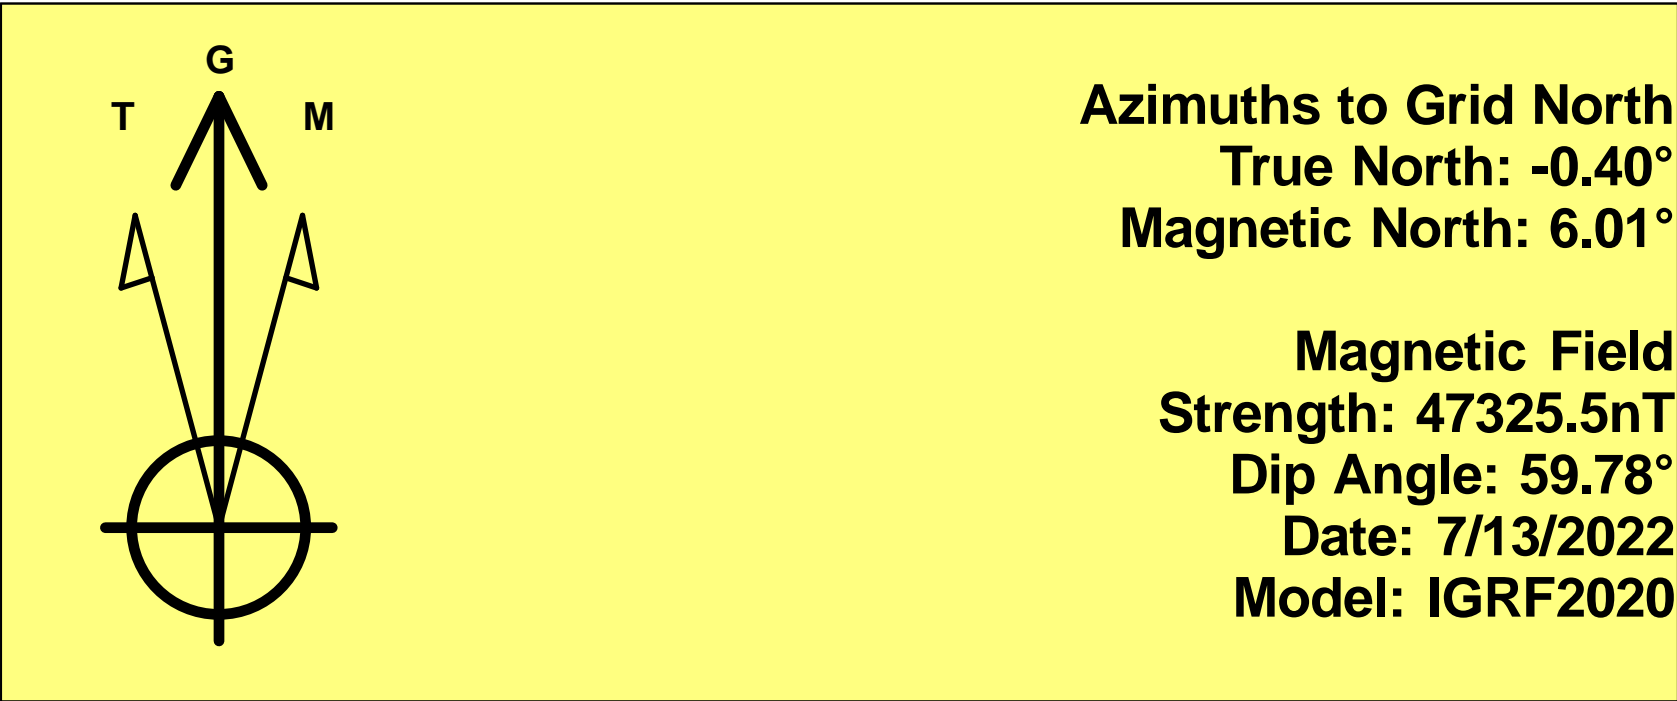 G
T M
Azimuths to Grid North
True North: -0.40°
Magnetic North: 6.01°
Magnetic Field
Strength: 47325.5nT
Dip Angle: 59.78°
Date: 7/13/2022
Model: IGRF2020